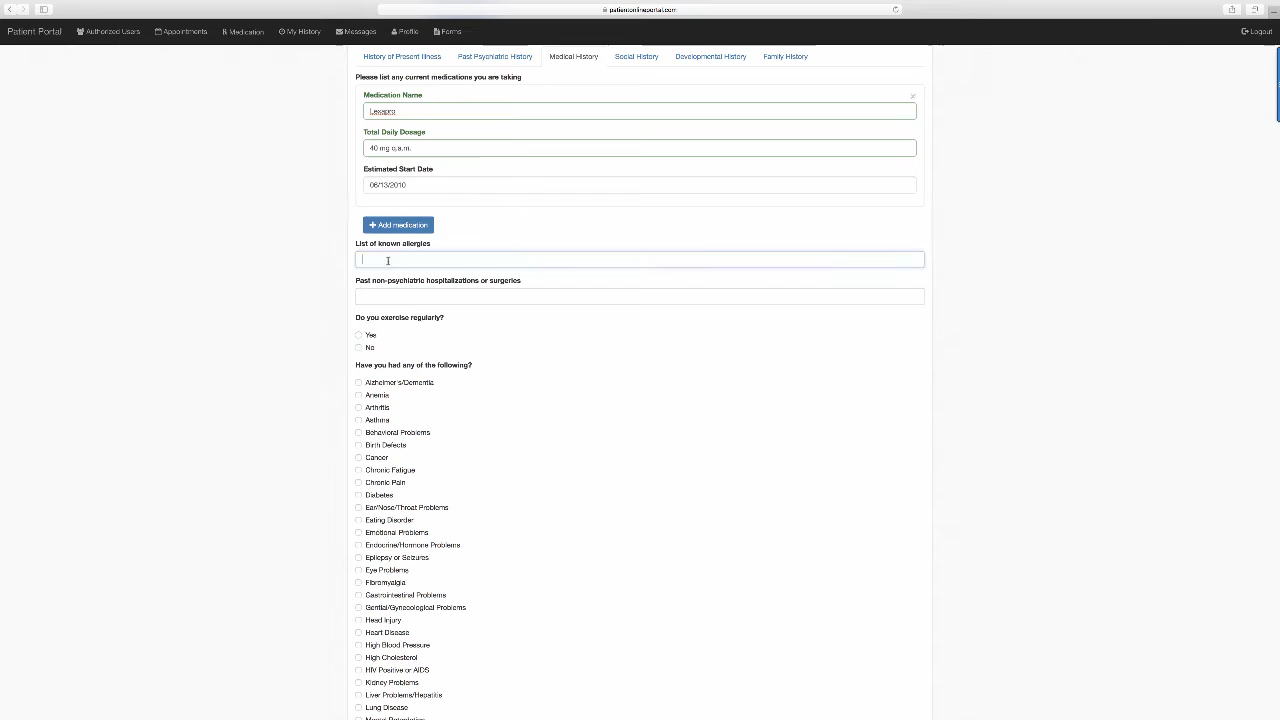 patientonlineportal.com
Patient Portal Authorized Users Appointments Medication My History Messages Profile Forms Logout
History of Present Illness Past Psychiatric History Medical History Social History Developmental History Family History
Please list any current medications you are taking
Medication Name
Lexapro
Total Daily Dosage
40 mg q.a.m.
Estimated Start Date
06/13/2010
Add medication
List of known allergies
Past non-psychiatric hospitalizations or surgeries
Do you exercise regularly?
Yes
No
Have you had any of the following?
Alzheimer's/Dementia
Anemia
Arthritis
Asthma
Behavioral Problems
Birth Defects
Cancer
Chronic Fatigue
Chronic Pain
Diabetes
Ear/Nose/Throat Problems
Eating Disorder
Emotional Problems
Endocrine/Hormone Problems
Epilepsy or Seizures
Eye Problems
Fibromyalgia
Gastrointestinal Problems
Gential/Gynecological Problems
Head Injury
Heart Disease
High Blood Pressure
High Cholesterol
HIV Positive or AIDS
Kidney Problems
Liver Problems/Hepatitis
Lung Disease